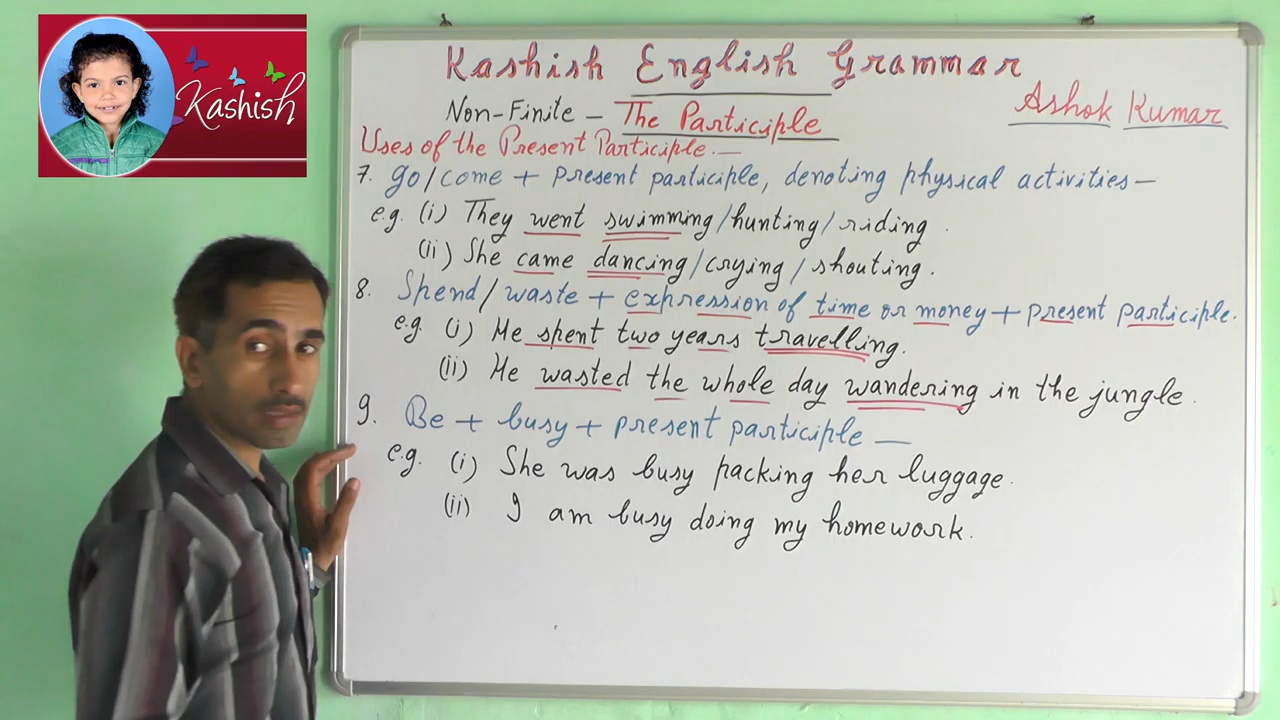 Kashish
Kashish English Grammar
Ashok Kumar
Non-Finite – The Participle
Uses of the Present Participle.—
7. go/come + present participle, denoting physical activities—
e.g. (i) They went swimming/hunting/riding.
(ii) She came dancing/crying/shouting.
8. Spend/waste + expression of time or money + present participle.
e.g (i) He spent two years travelling.
(ii) He wasted the whole day wandering in the jungle.
9. Be + busy + present participle —
e.g. (i) She was busy packing her luggage.
(ii) I am busy doing my homework.